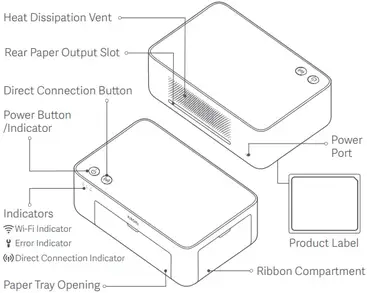 Heat Dissipation Vent
Rear Paper Output Slot
Direct Connection Button
Power Button
/Indicator
Power
Port
Indicators
Wi-Fi Indicator
Error Indicator
Direct Connection Indicator
Product Label
Ribbon Compartment
Paper Tray Opening